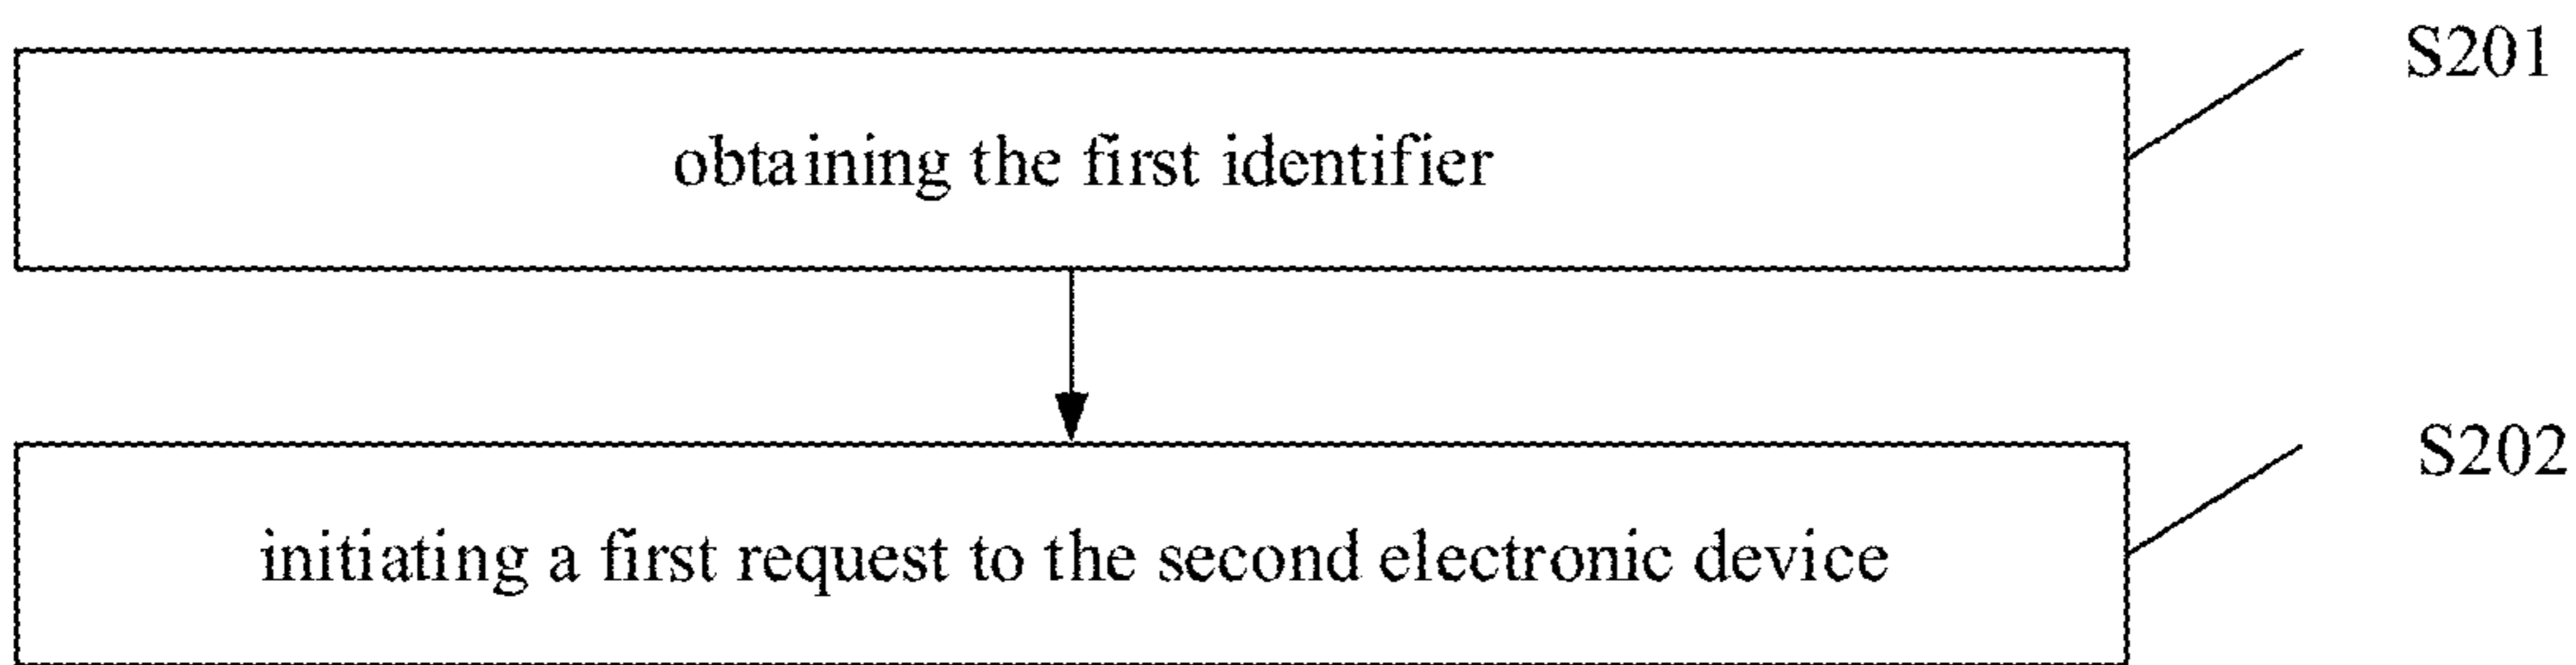 S201
obtaining the first identifier
S202
initiating a first request to the second electronic device